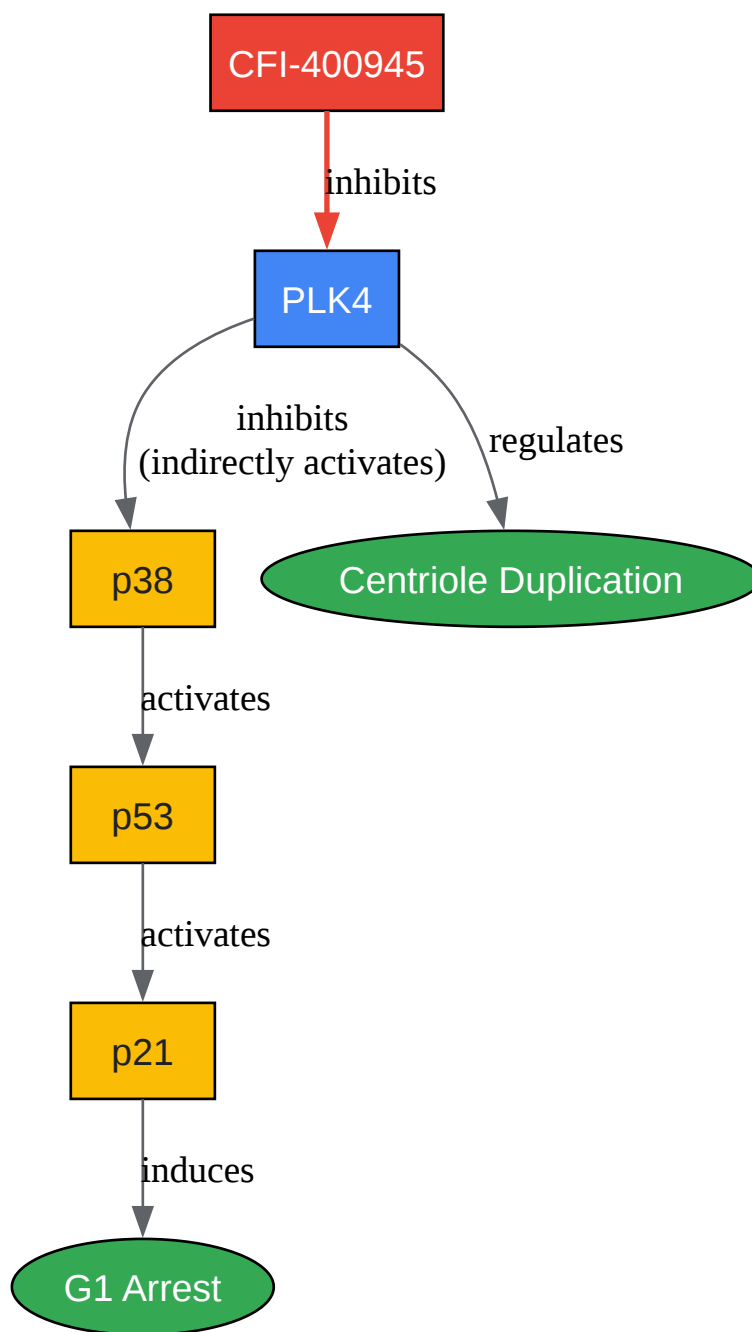 CFI-400945
inhibits
PLK4
inhibits
(indirectly activates)
regulates
p38
Centriole Duplication
activates
p53
activates
p21
induces
G1 Arrest